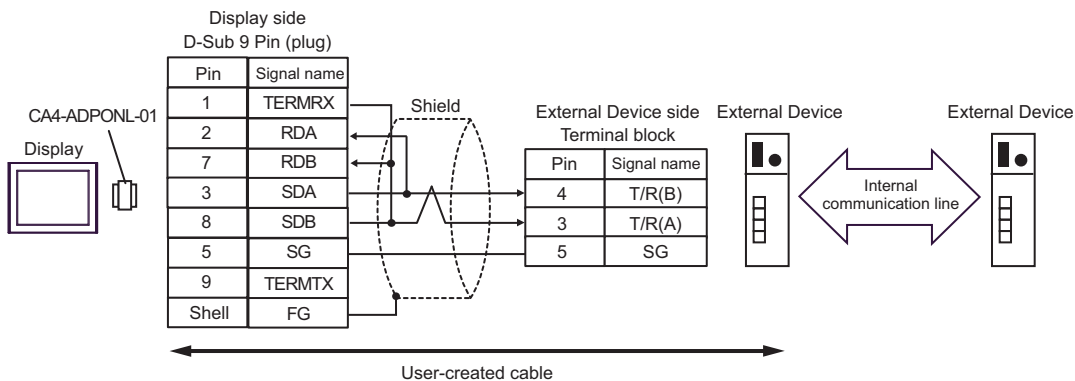 Display side
D-Sub 9 Pin (plug)
Pin Signal name
1 TERMRX
2 RDA
7 RDB
3 SDA
8 SDB
5 SG
9 TERMTX
Shell FG
CA4-ADPONL-01
Display
Shield
External Device side
Terminal block
Pin Signal name
4 T/R(B)
3 T/R(A)
5 SG
External Device
Internal
communication line
External Device
User-created cable